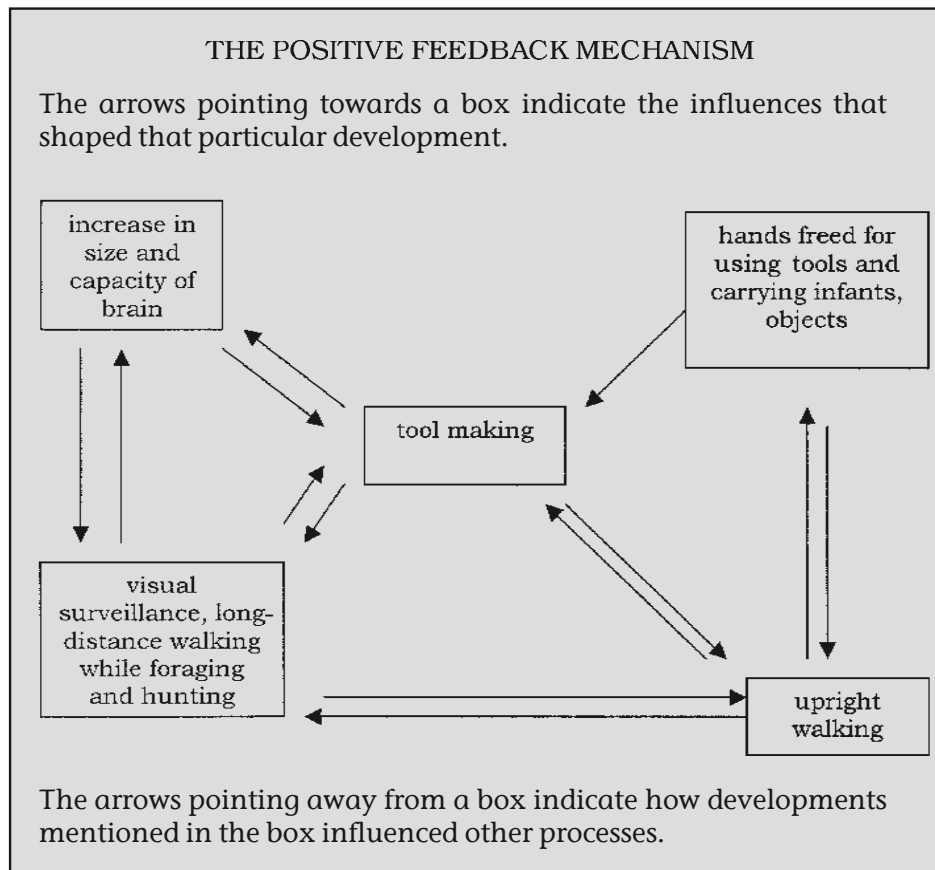 THE POSITIVE FEEDBACK MECHANISM
The arrows pointing towards a box indicate the influences that
shaped that particular development.
increase in
size and
capacity of
brain
hands freed for
using tools and
carrying infants,
objects
tool making
visual
surveillance, long-
distance walking
while foraging
and hunting
upright
walking
The arrows pointing away from a box indicate how developments
mentioned in the box influenced other processes.